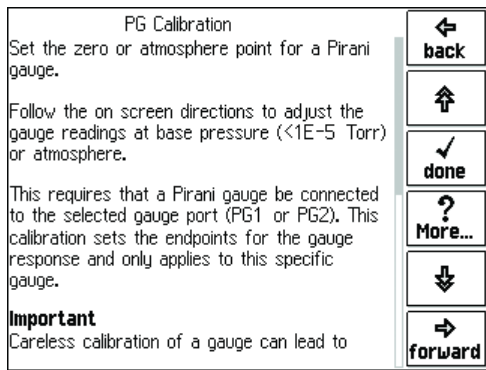 PG Calibration
Set the zero or atmosphere point for a Pirani
gauge.
Follow the on screen directions to adjust the
gauge readings at base pressure (<1E-5 Torr)
or atmosphere.
This requires that a Pirani gauge be connected
to the selected gauge port (PG1 or PG2). This
calibration sets the endpoints for the gauge
response and only applies to this specific
gauge.
Important
Careless calibration of a gauge can lead to
back
done
?
More...
forward